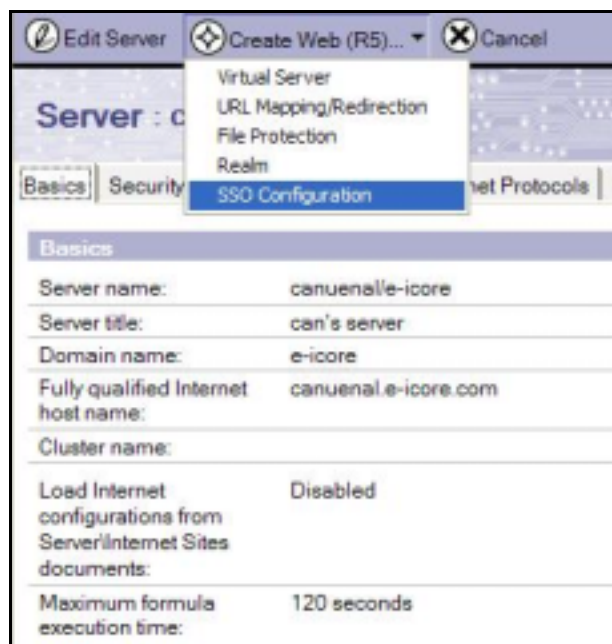 Edit Server Create Web (R5)... Cancel
Virtual Server
URL Mapping/Redirection
File Protection
Realm
SSO Configuration
Server : c
Basics Security net Protocols
Basics
Server name: canuenal/e-icore
Server title: can's server
Domain name: e-icore
Fully qualified Internet canuenal.e-icore.com
host name:
Cluster name:
Load Internet Disabled
configurations from
Server\Internet Sites
documents:
Maximum formula 120 seconds
execution time: